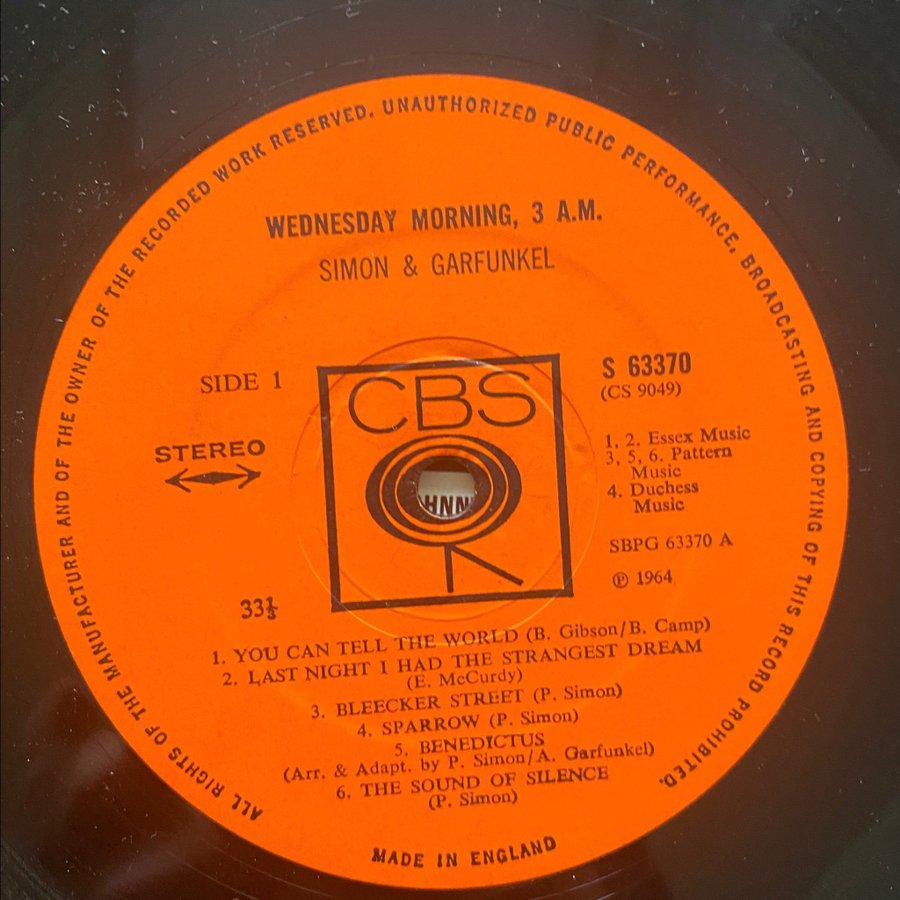 ALL RIGHTS OF THE MANUFACTURER AND OF THE OWNER OF THE RECORDED WORK RESERVED. UNAUTHORIZED PUBLIC PERFORMANCE, BROADCASTING AND COPYING OF THIS RECORD PROHIBITED.
WEDNESDAY MORNING, 3 A.M.
SIMON & GARFUNKEL
SIDE 1
STEREO
33⅓
CBS
HNN
S 63370
(CS 9049)
1, 2. Essex Music
3, 5, 6. Pattern
Music
4. Duchess
Music
SBPG 63370 A
℗ 1964
1. YOU CAN TELL THE WORLD (B. Gibson/B. Camp)
2. LAST NIGHT I HAD THE STRANGEST DREAM
(E. McCurdy)
3. BLEECKER STREET (P. Simon)
4. SPARROW (P. Simon)
5. BENEDICTUS
(Arr. & Adapt. by P. Simon/A. Garfunkel)
6. THE SOUND OF SILENCE
(P. Simon)
MADE IN ENGLAND